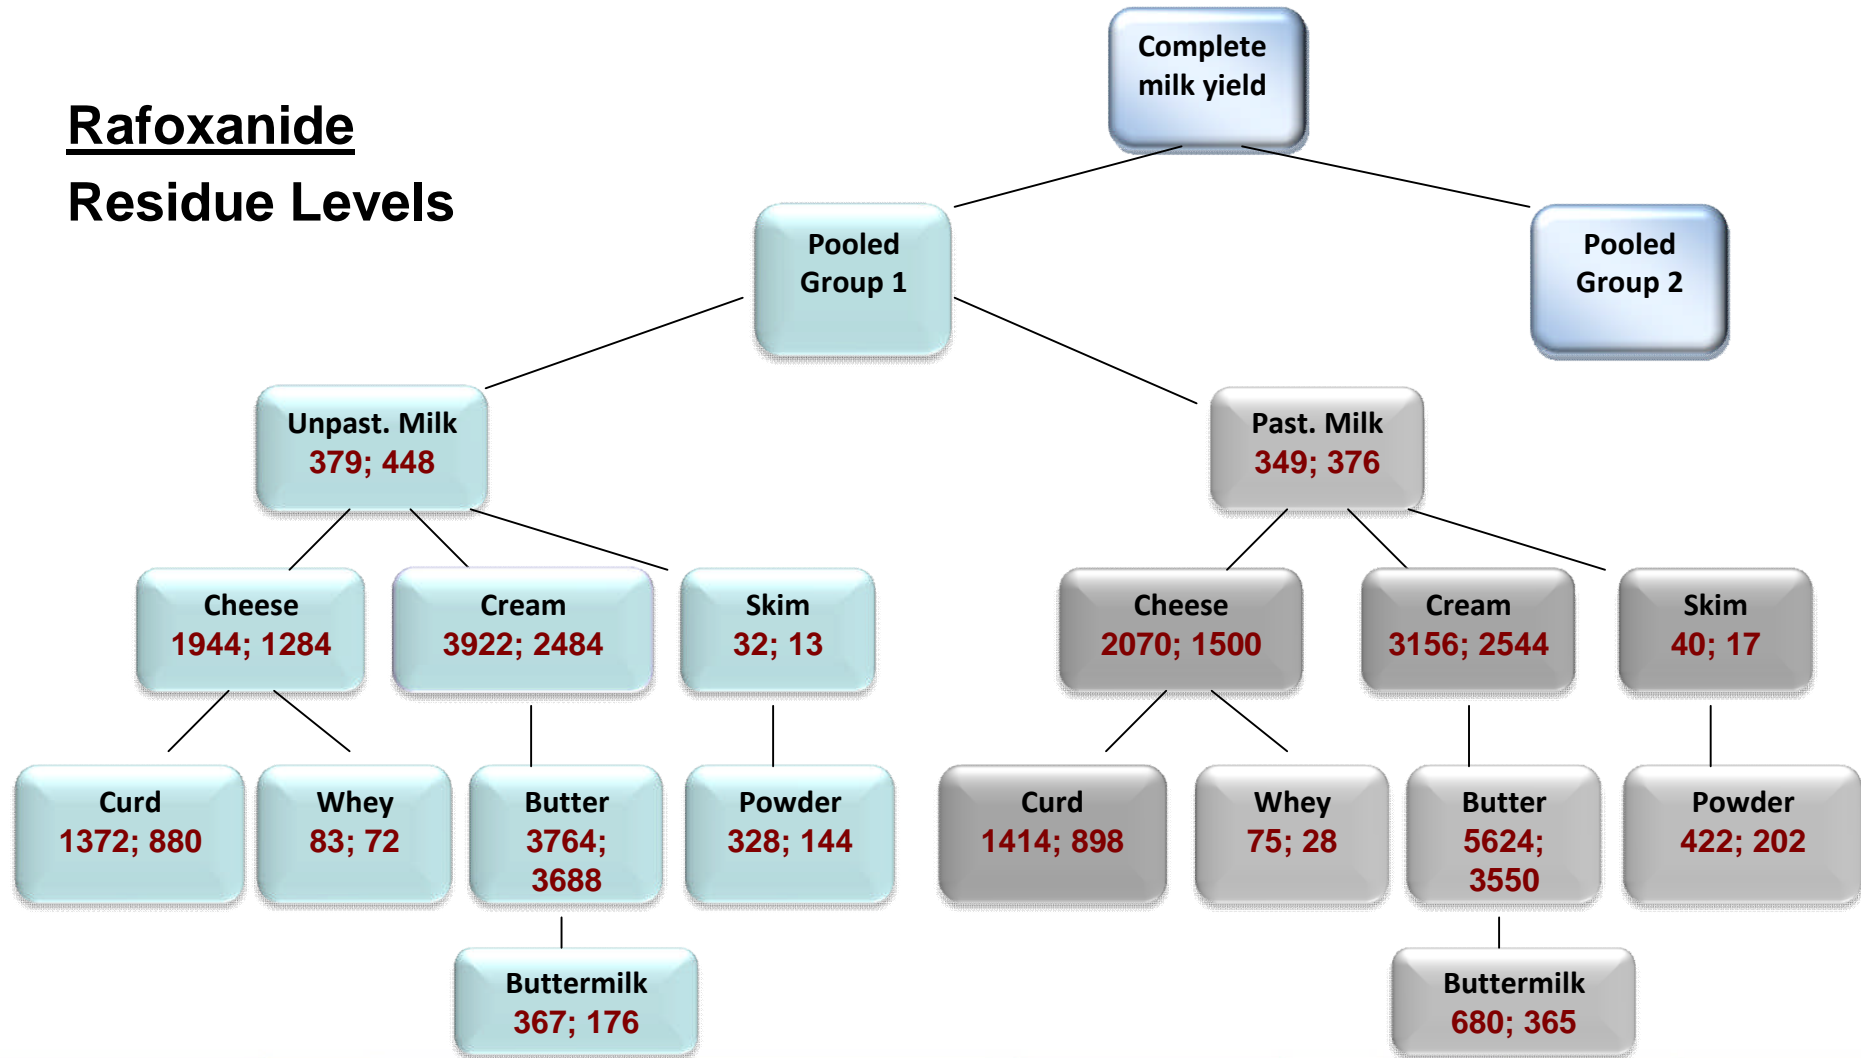 Complete
milk yield
Rafoxanide
Residue Levels
Pooled
Group 1
Pooled
Group 2
Unpast. Milk
379; 448
Past. Milk
349; 376
Cheese
1944; 1284
Cream
3922; 2484
Skim
32; 13
Cheese
2070; 1500
Cream
3156; 2544
Skim
40; 17
Curd
1372; 880
Whey
83; 72
Butter
3764;
3688
Powder
328; 144
Curd
1414; 898
Whey
75; 28
Butter
5624;
3550
Powder
422; 202
Buttermilk
367; 176
Buttermilk
680; 365